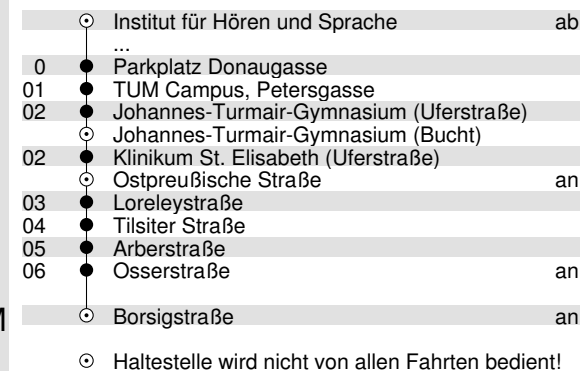 Institut für Hören und Sprache ab
...
0 Parkplatz Donaugasse
01 TUM Campus, Petersgasse
02 Johannes-Turmair-Gymnasium (Uferstraße)
Johannes-Turmair-Gymnasium (Bucht)
02 Klinikum St. Elisabeth (Uferstraße)
Ostpreußische Straße an
03 Loreleystraße
04 Tilsiter Straße
05 Arberstraße
06 Osserstraße an
Borsigstraße an
Haltestelle wird nicht von allen Fahrten bedient!